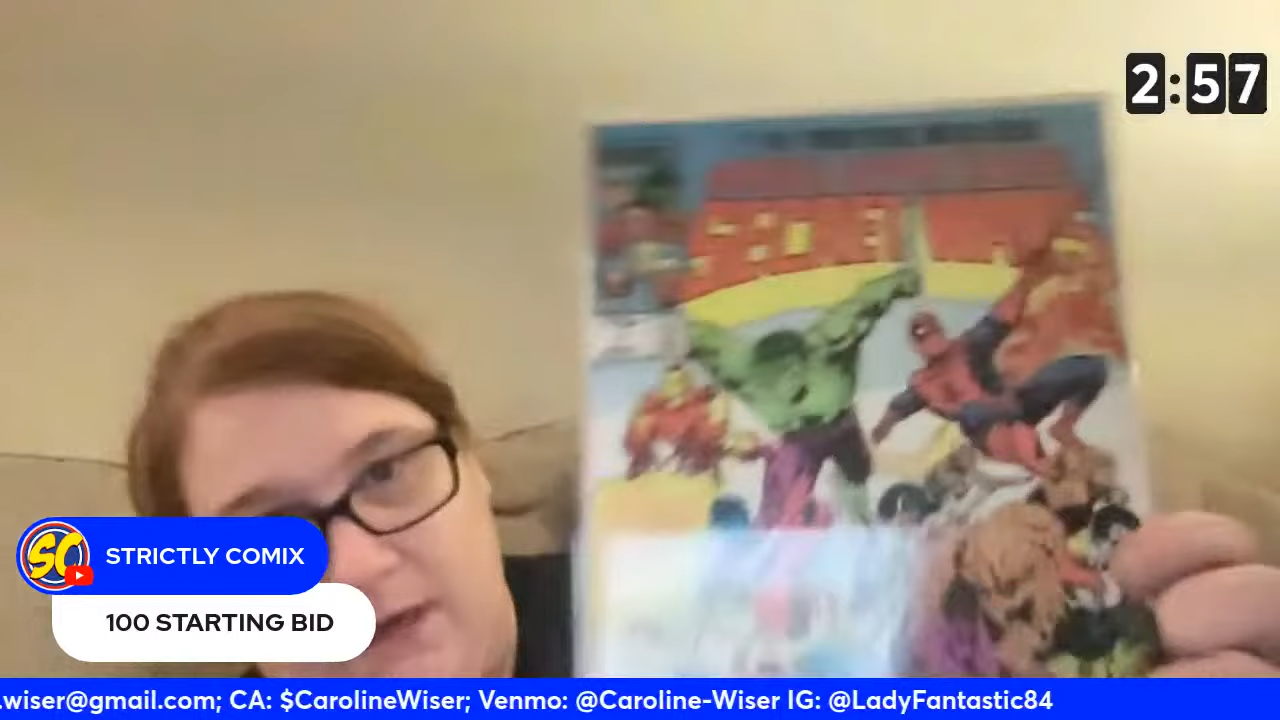 2:57
SC
STRICTLY COMIX
100 STARTING BID
.wiser@gmail.com; CA: $CarolineWiser; Venmo: @Caroline-Wiser IG: @LadyFantastic84